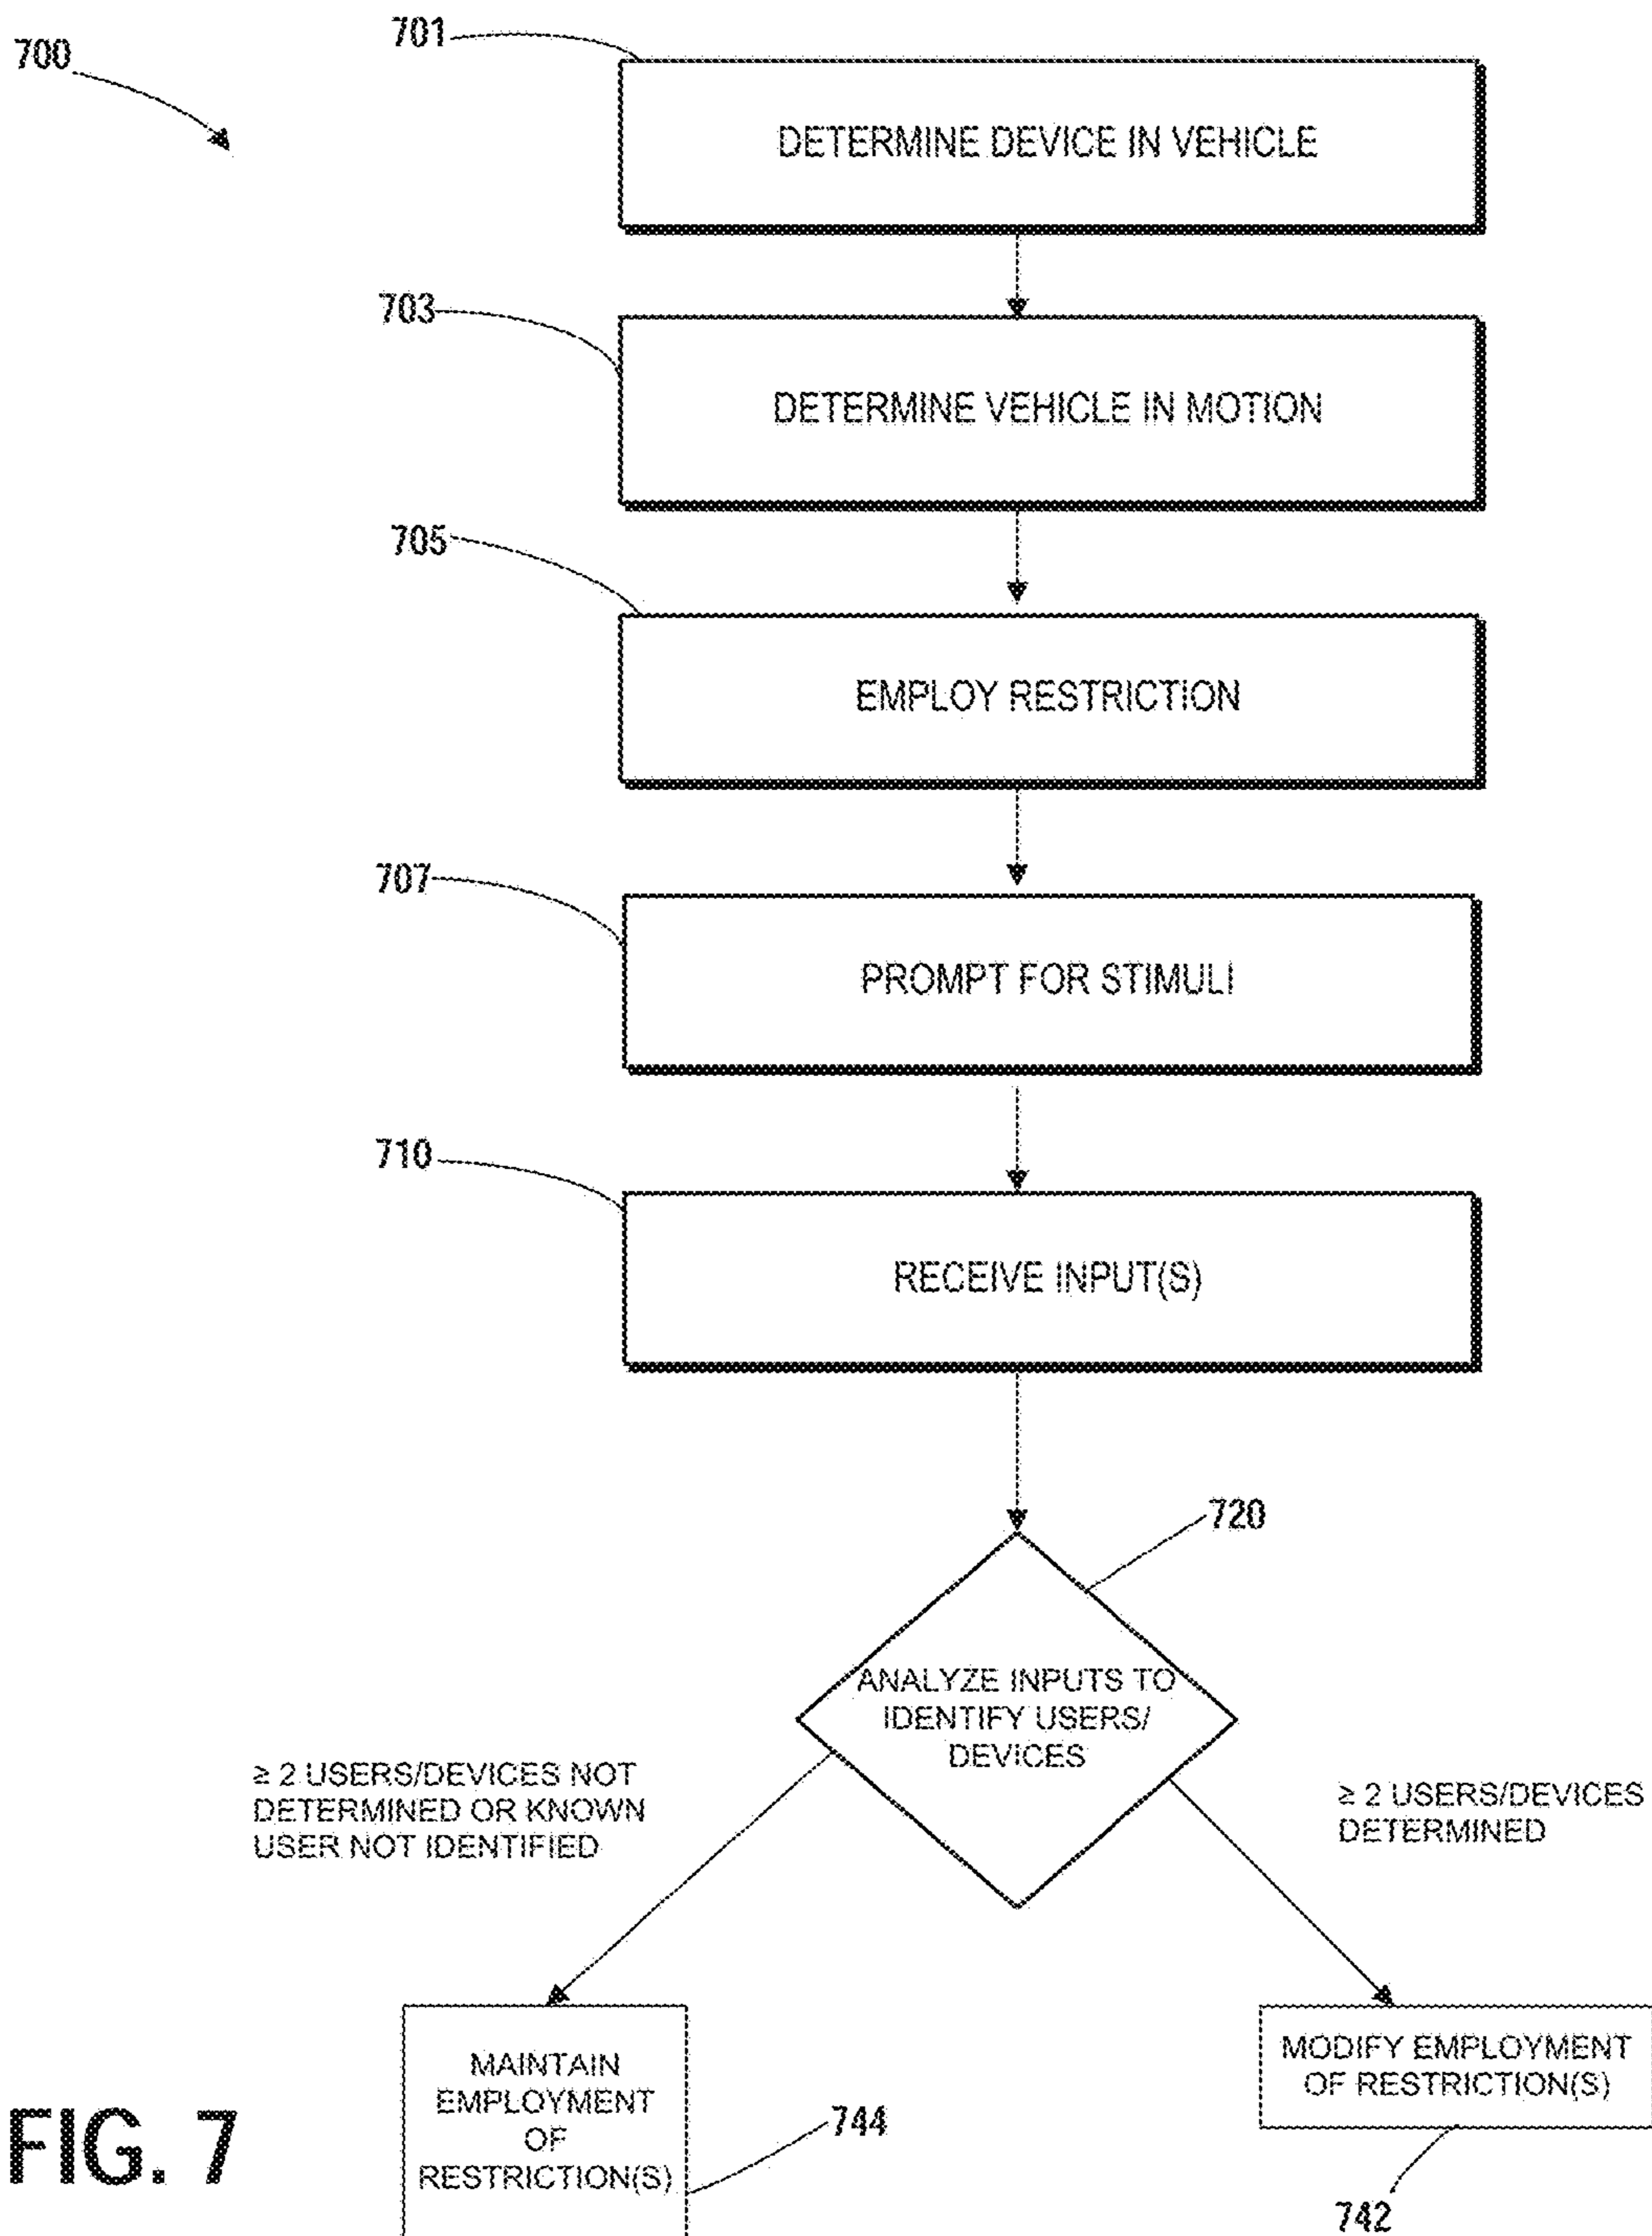 700
701
DETERMINE DEVICE IN VEHICLE
703
DETERMINE VEHICLE IN MOTION
705
EMPLOY RESTRICTION
707
PROMPT FOR STIMULI
710
RECEIVE INPUT(S)
720
ANALYZE INPUTS TO
IDENTIFY USERS/
DEVICES
≥ 2 USERS/DEVICES NOT
DETERMINED OR KNOWN
USER NOT IDENTIFIED
≥ 2 USERS/DEVICES
DETERMINED
MAINTAIN
EMPLOYMENT
OF
RESTRICTION(S)
744
MODIFY EMPLOYMENT
OF RESTRICTION(S)
742
FIG. 7